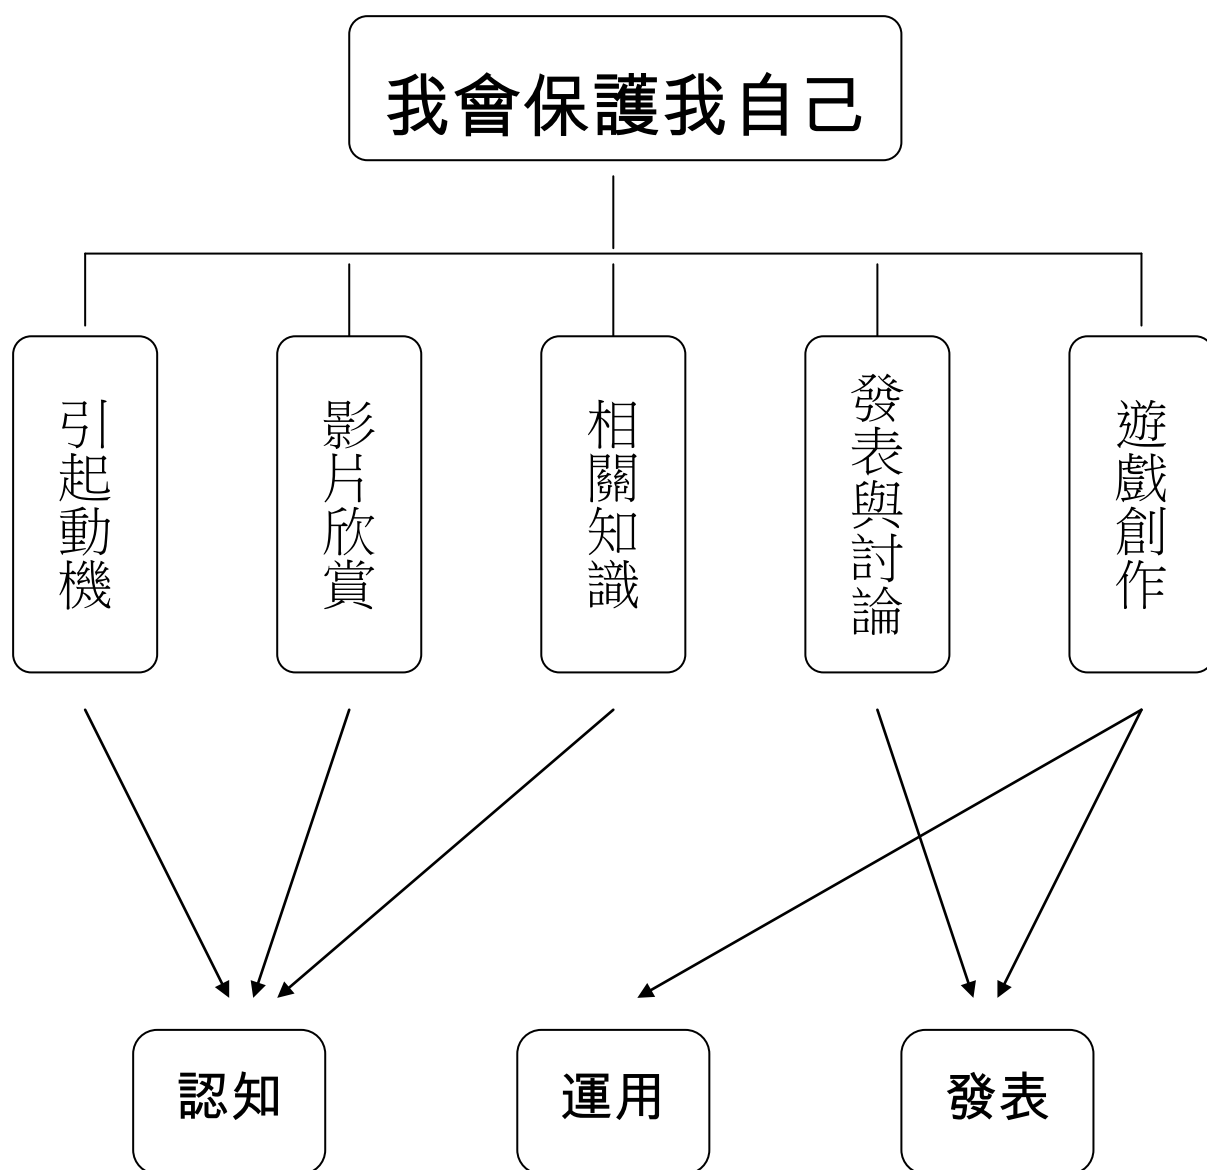 我會保護我自己
引起動機
影片欣賞
相關知識
發表與討論
遊戲創作
認知
運用
發表